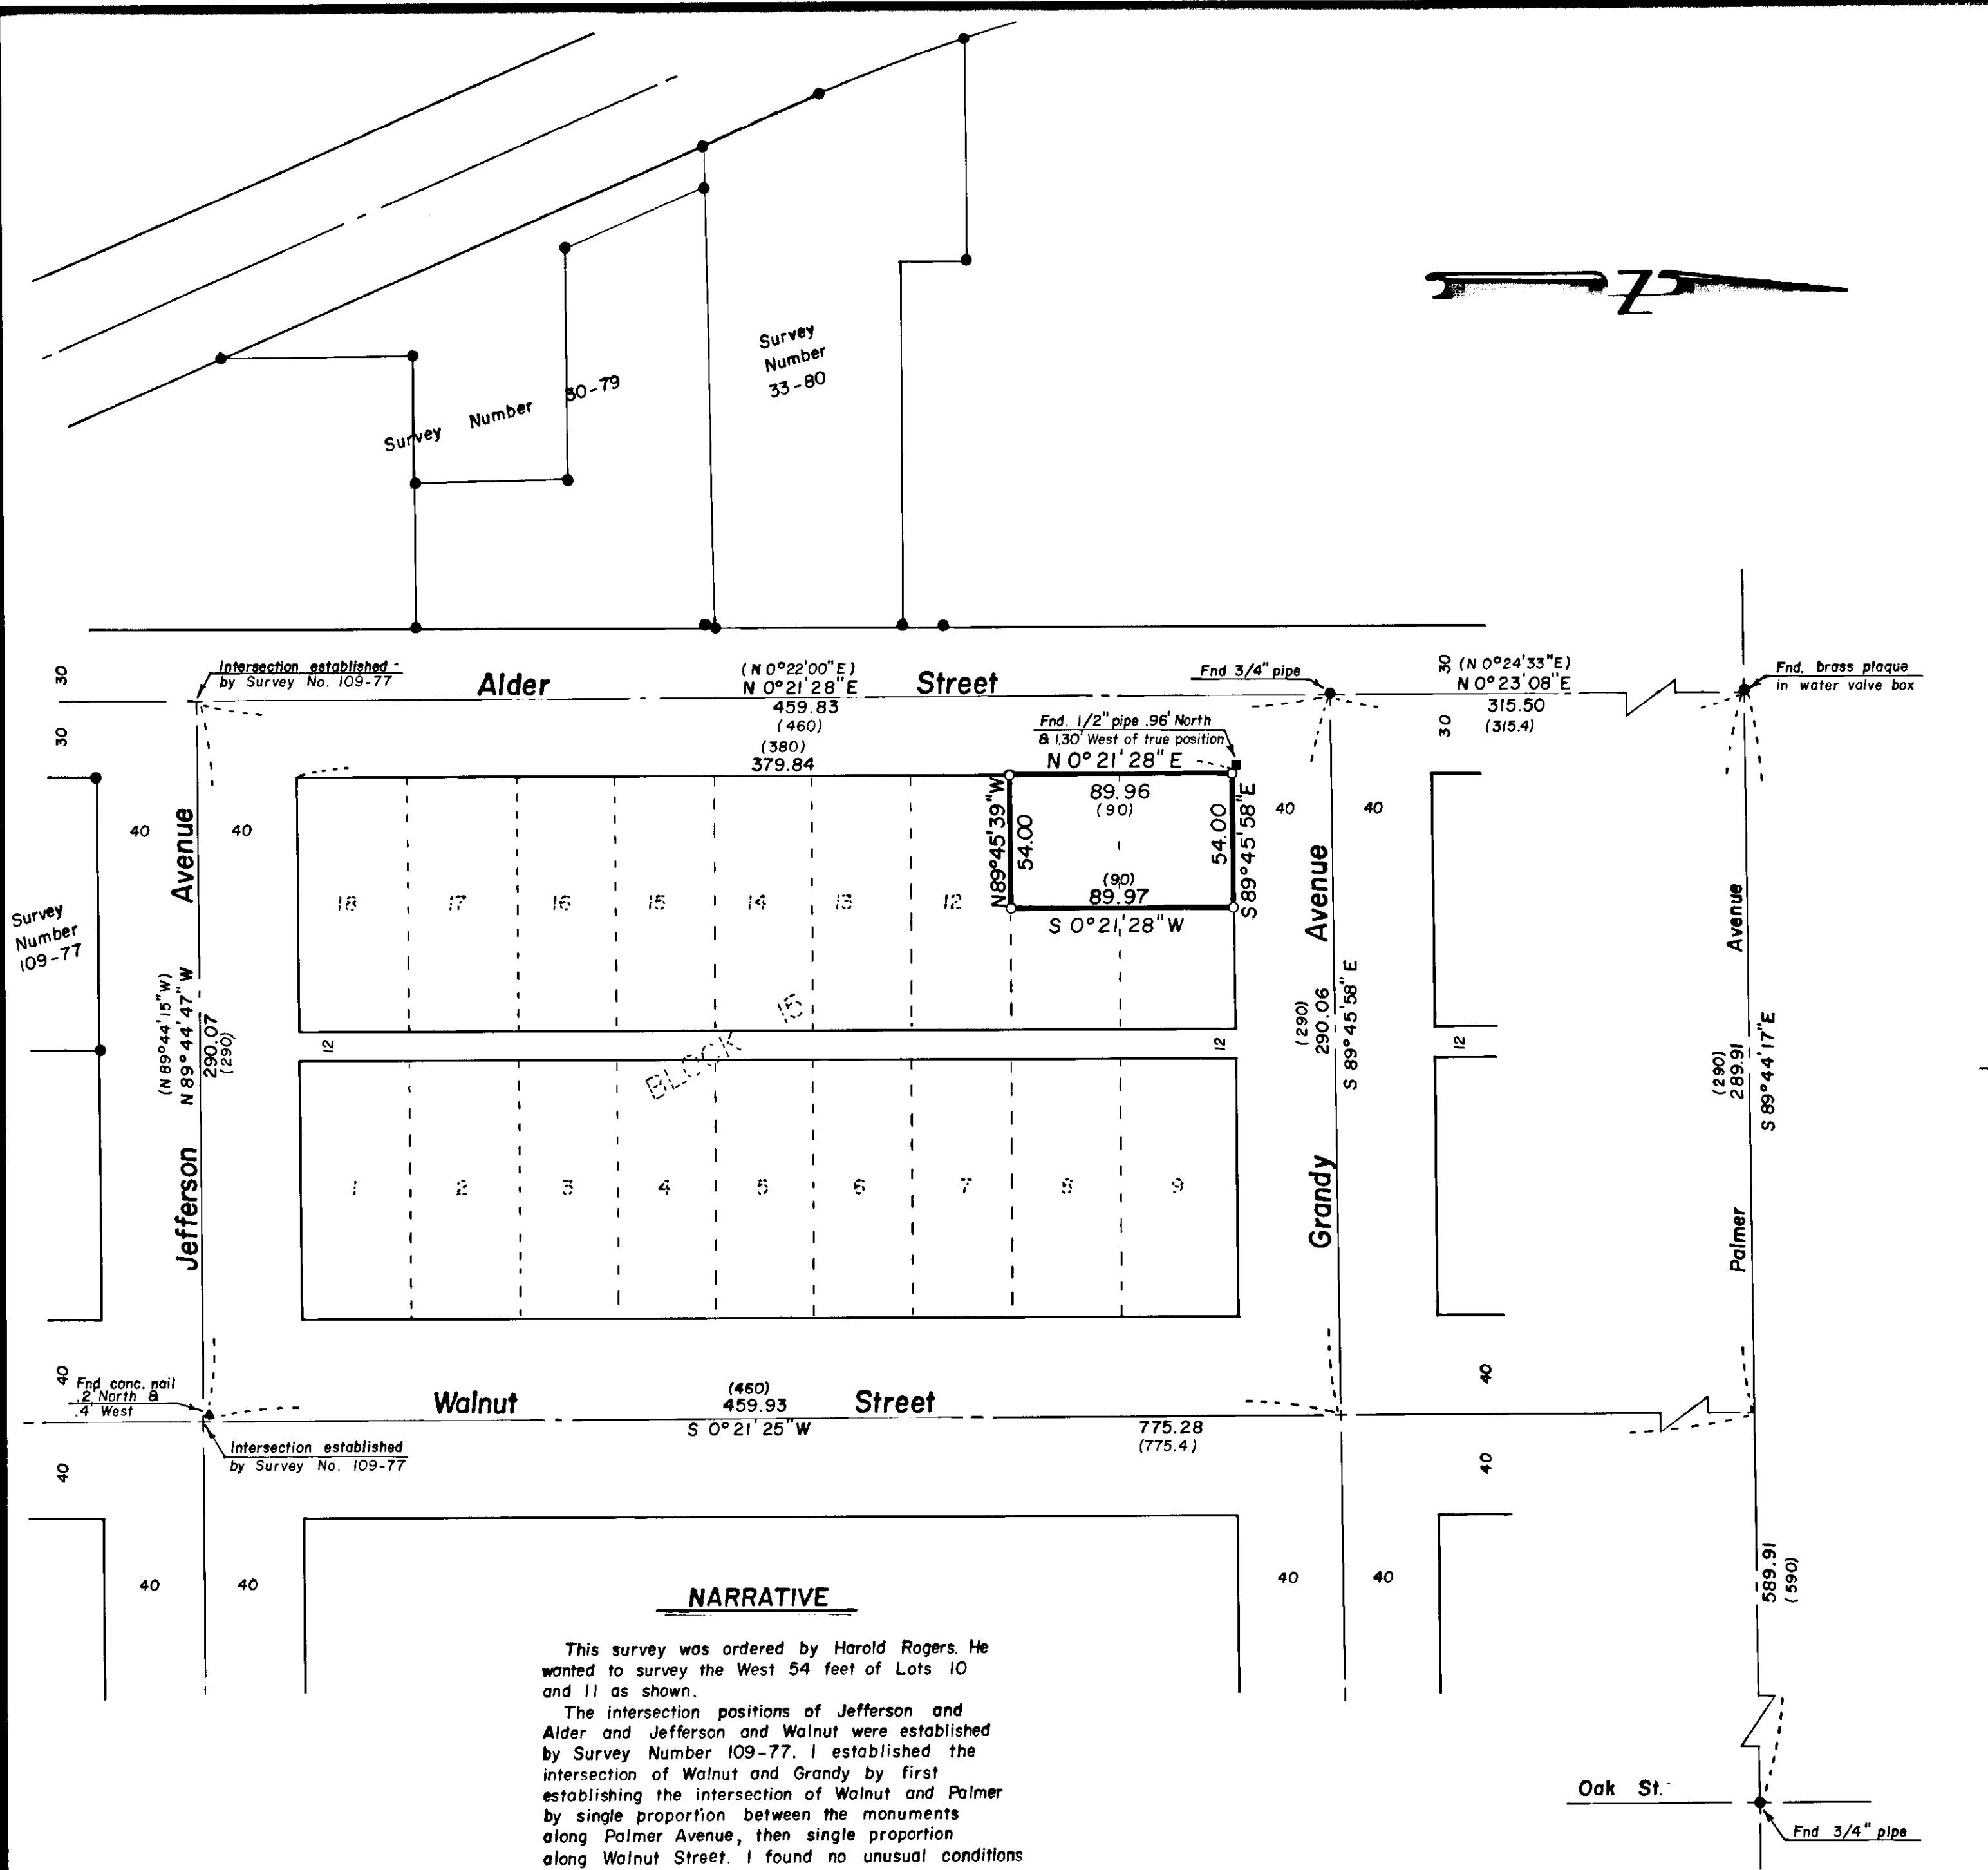 Survey
Number
33-80
Survey Number 30-79
Z
30
30
Intersection established -
by Survey No. 109-77
Alder Street
(N 0°22'00"E)
N 0°21'28"E
459.83
(460)
(380)
379.84
Fnd 3/4" pipe
30
30
(N 0°24'33"E)
N 0°23'08"E
315.50
(315.4)
Fnd. brass plaque
in water valve box
Fnd. 1/2" pipe .96' North
& 1.30' West of true position
N 0°21'28"E
89.96
(90)
N89°45'39"W
54.00
54.00
S89°45'58"E
(90)
89.97
S 0°21'28"W
40
40
40
40
Jefferson Avenue
(N89°44'15"W)
N89°44'47"W
290.07
(290)
Survey
Number
109-77
18
17
16
15
14
13
12
BLOCK 15
12
12
12
1
2
3
4
5
6
7
8
9
Grandy Avenue
(290)
290.06
S 89°45'58"E
Palmer Avenue
(290)
289.91
S 89°44'17"E
40
40
Fnd conc. nail
.2' North &
.4' West
Intersection established
by Survey No. 109-77
Walnut Street
(460)
459.93
S 0°21'25"W
775.28
(775.4)
40
40
40
40
40
40
589.91
(590)
NARRATIVE
This survey was ordered by Harold Rogers. He
wanted to survey the West 54 feet of Lots 10
and 11 as shown.
The intersection positions of Jefferson and
Alder and Jefferson and Walnut were established
by Survey Number 109-77. I established the
intersection of Walnut and Grandy by first
establishing the intersection of Walnut and Palmer
by single proportion between the monuments
along Palmer Avenue, then single proportion
along Walnut Street. I found no unusual conditions
Oak St.
Fnd 3/4" pipe